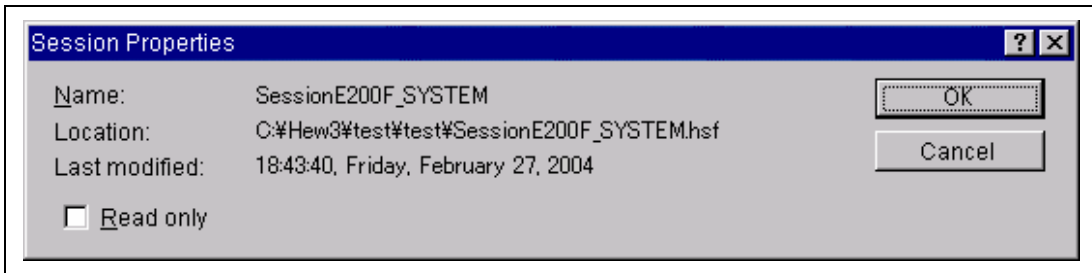 Session Properties
Name: SessionE200F_SYSTEM
OK
Location: C:¥Hew3¥test¥test¥SessionE200F_SYSTEM.hsf
Last modified: 18:43:40, Friday, February 27, 2004
Cancel
Read only